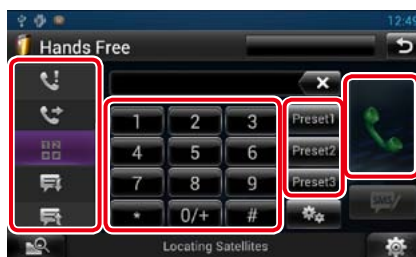 12:49
Hands Free
1 2 3 Preset1
4 5 6 Preset2
7 8 9 Preset3
* 0/+ #
SMS
Locating Satellites